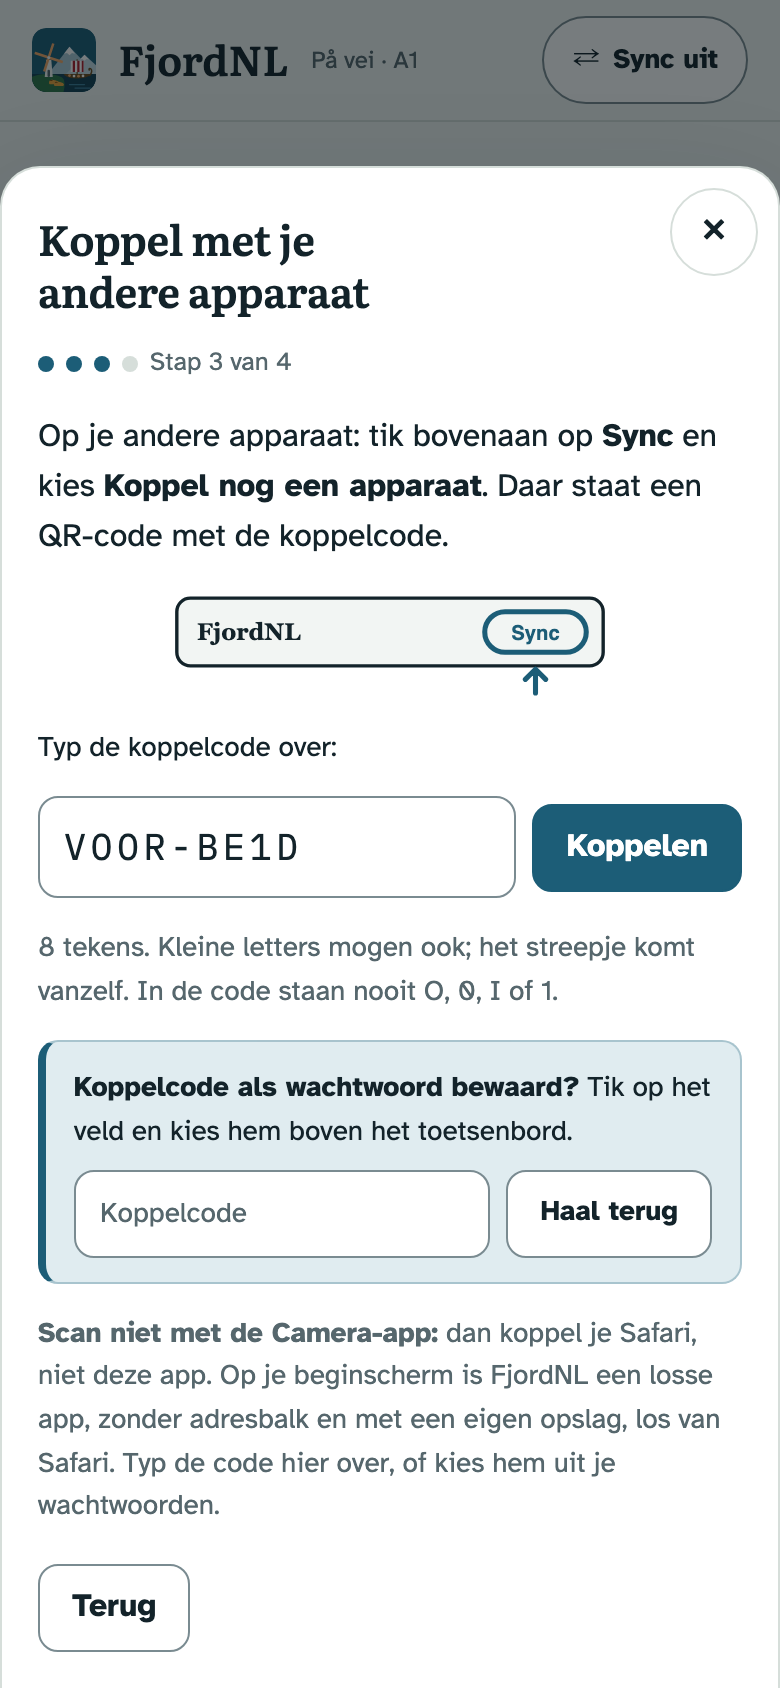 FjordNL På vei · A1 ⇄ Sync uit
Koppel met je
andere apparaat
×
Stap 3 van 4
Op je andere apparaat: tik bovenaan op Sync en
kies Koppel nog een apparaat. Daar staat een
QR-code met de koppelcode.
FjordNL Sync
Typ de koppelcode over:
VOOR-BE1D Koppelen
8 tekens. Kleine letters mogen ook; het streepje komt
vanzelf. In de code staan nooit O, 0, I of 1.
Koppelcode als wachtwoord bewaard? Tik op het
veld en kies hem boven het toetsenbord.
Koppelcode Haal terug
Scan niet met de Camera-app: dan koppel je Safari,
niet deze app. Op je beginscherm is FjordNL een losse
app, zonder adresbalk en met een eigen opslag, los van
Safari. Typ de code hier over, of kies hem uit je
wachtwoorden.
Terug